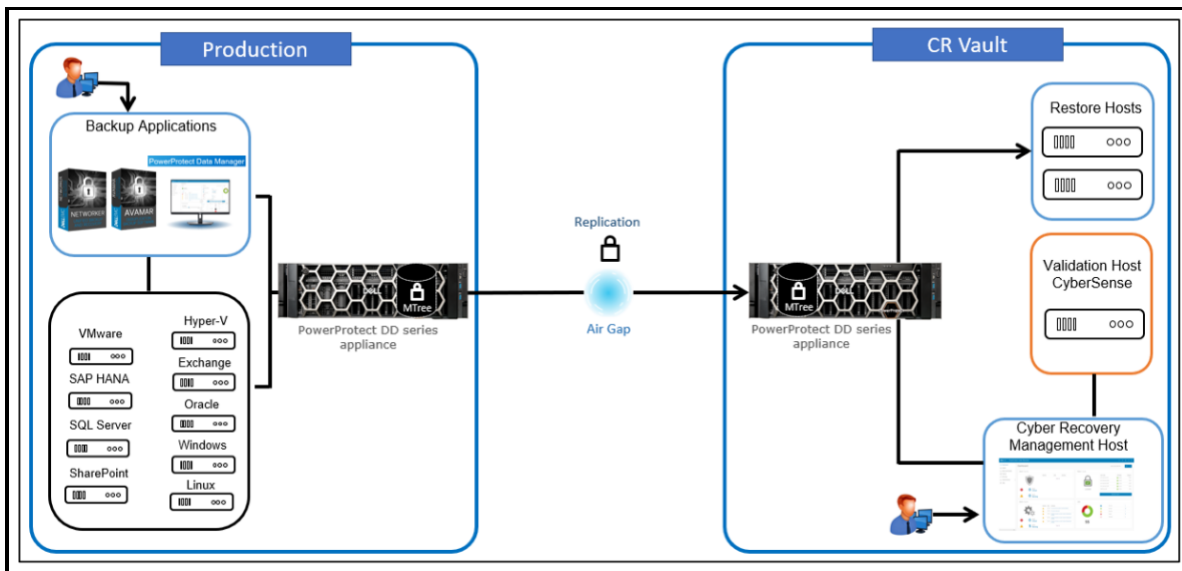 Production
CR Vault
Backup Applications
PowerProtect Data Manager
NETWORKER
AVAMAR
Restore Hosts
Replication
Air Gap
Validation Host
CyberSense
VMware
Hyper-V
SAP HANA
Exchange
SQL Server
Oracle
SharePoint
Windows
Linux
DELL
MTree
PowerProtect DD series
appliance
DELL
MTree
PowerProtect DD series
appliance
Cyber Recovery
Management Host